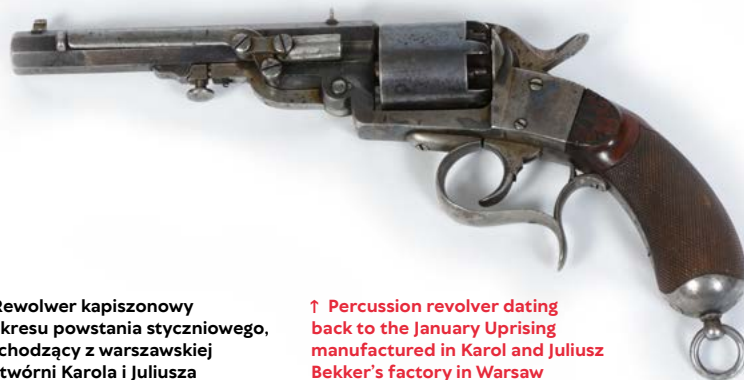 Rewolwer kapiszonowy
okresu powstania styczniowego,
chodzący z warszawskiej
twórni Karola i Juliusza
↑ Percussion revolver dating
back to the January Uprising
manufactured in Karol and Juliusz
Bekker's factory in Warsaw